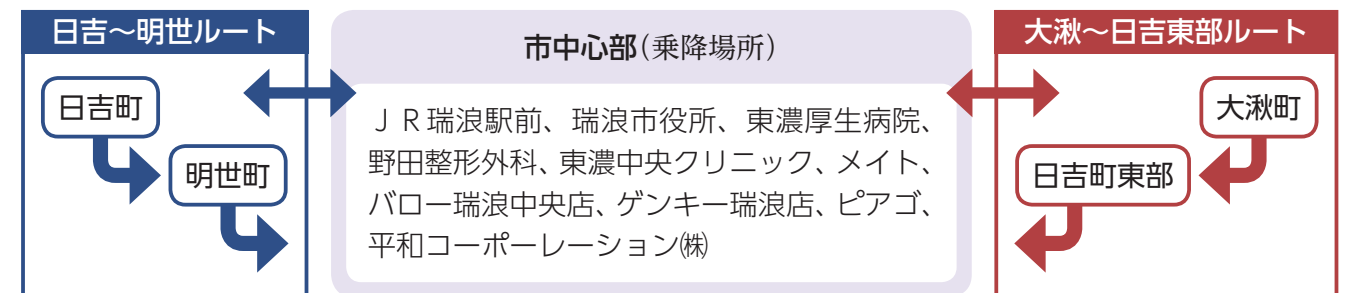 日吉〜明世ルート
日吉町
明世町
市中心部(乗降場所)
ＪＲ瑞浪駅前、瑞浪市役所、東濃厚生病院、
野田整形外科、東濃中央クリニック、メイト、
バロー瑞浪中央店、ゲンキー瑞浪店、ピアゴ、
平和コーポーレーション㈱
大湫〜日吉東部ルート
大湫町
日吉町東部